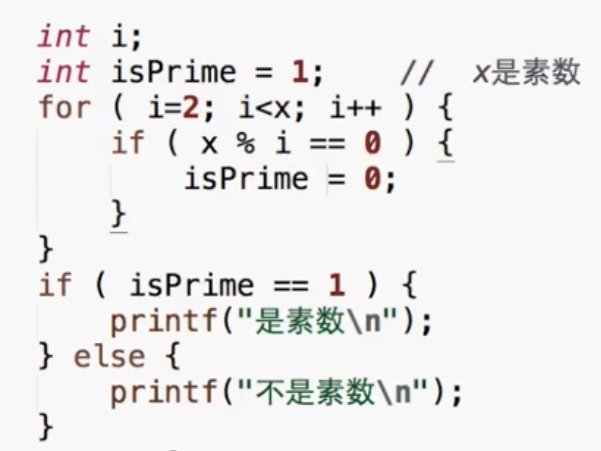 int i;
int isPrime = 1;    //  x是素数
for ( i=2; i<x; i++ ) {
    if ( x % i == 0 ) {
        isPrime = 0;
    }
}
if ( isPrime == 1 ) {
    printf("是素数\n");
} else {
    printf("不是素数\n");
}